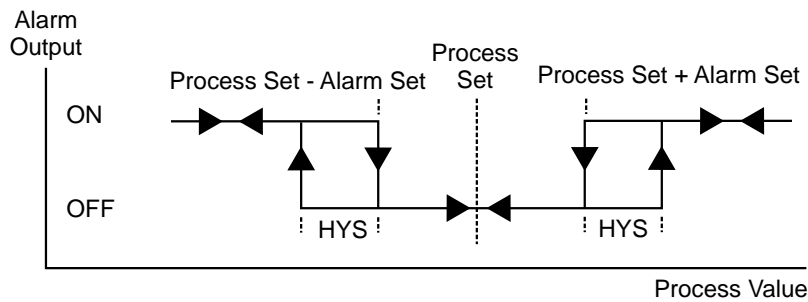 Alarm
Output
Process
Set
Process Set - Alarm Set
Process Set + Alarm Set
ON
OFF
HYS
HYS
Process Value